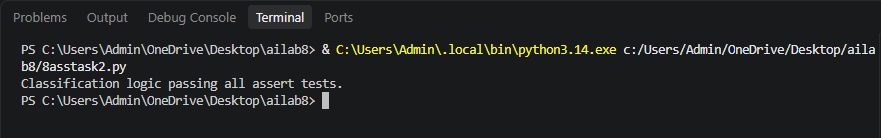 Problems Output Debug Console Terminal Ports
PS C:\Users\Admin\OneDrive\Desktop\ailab8> & C:\Users\Admin\.local\bin\python3.14.exe c:/Users/Admin/OneDrive/Desktop/aila
b8/8asstask2.py
Classification logic passing all assert tests.
PS C:\Users\Admin\OneDrive\Desktop\ailab8>